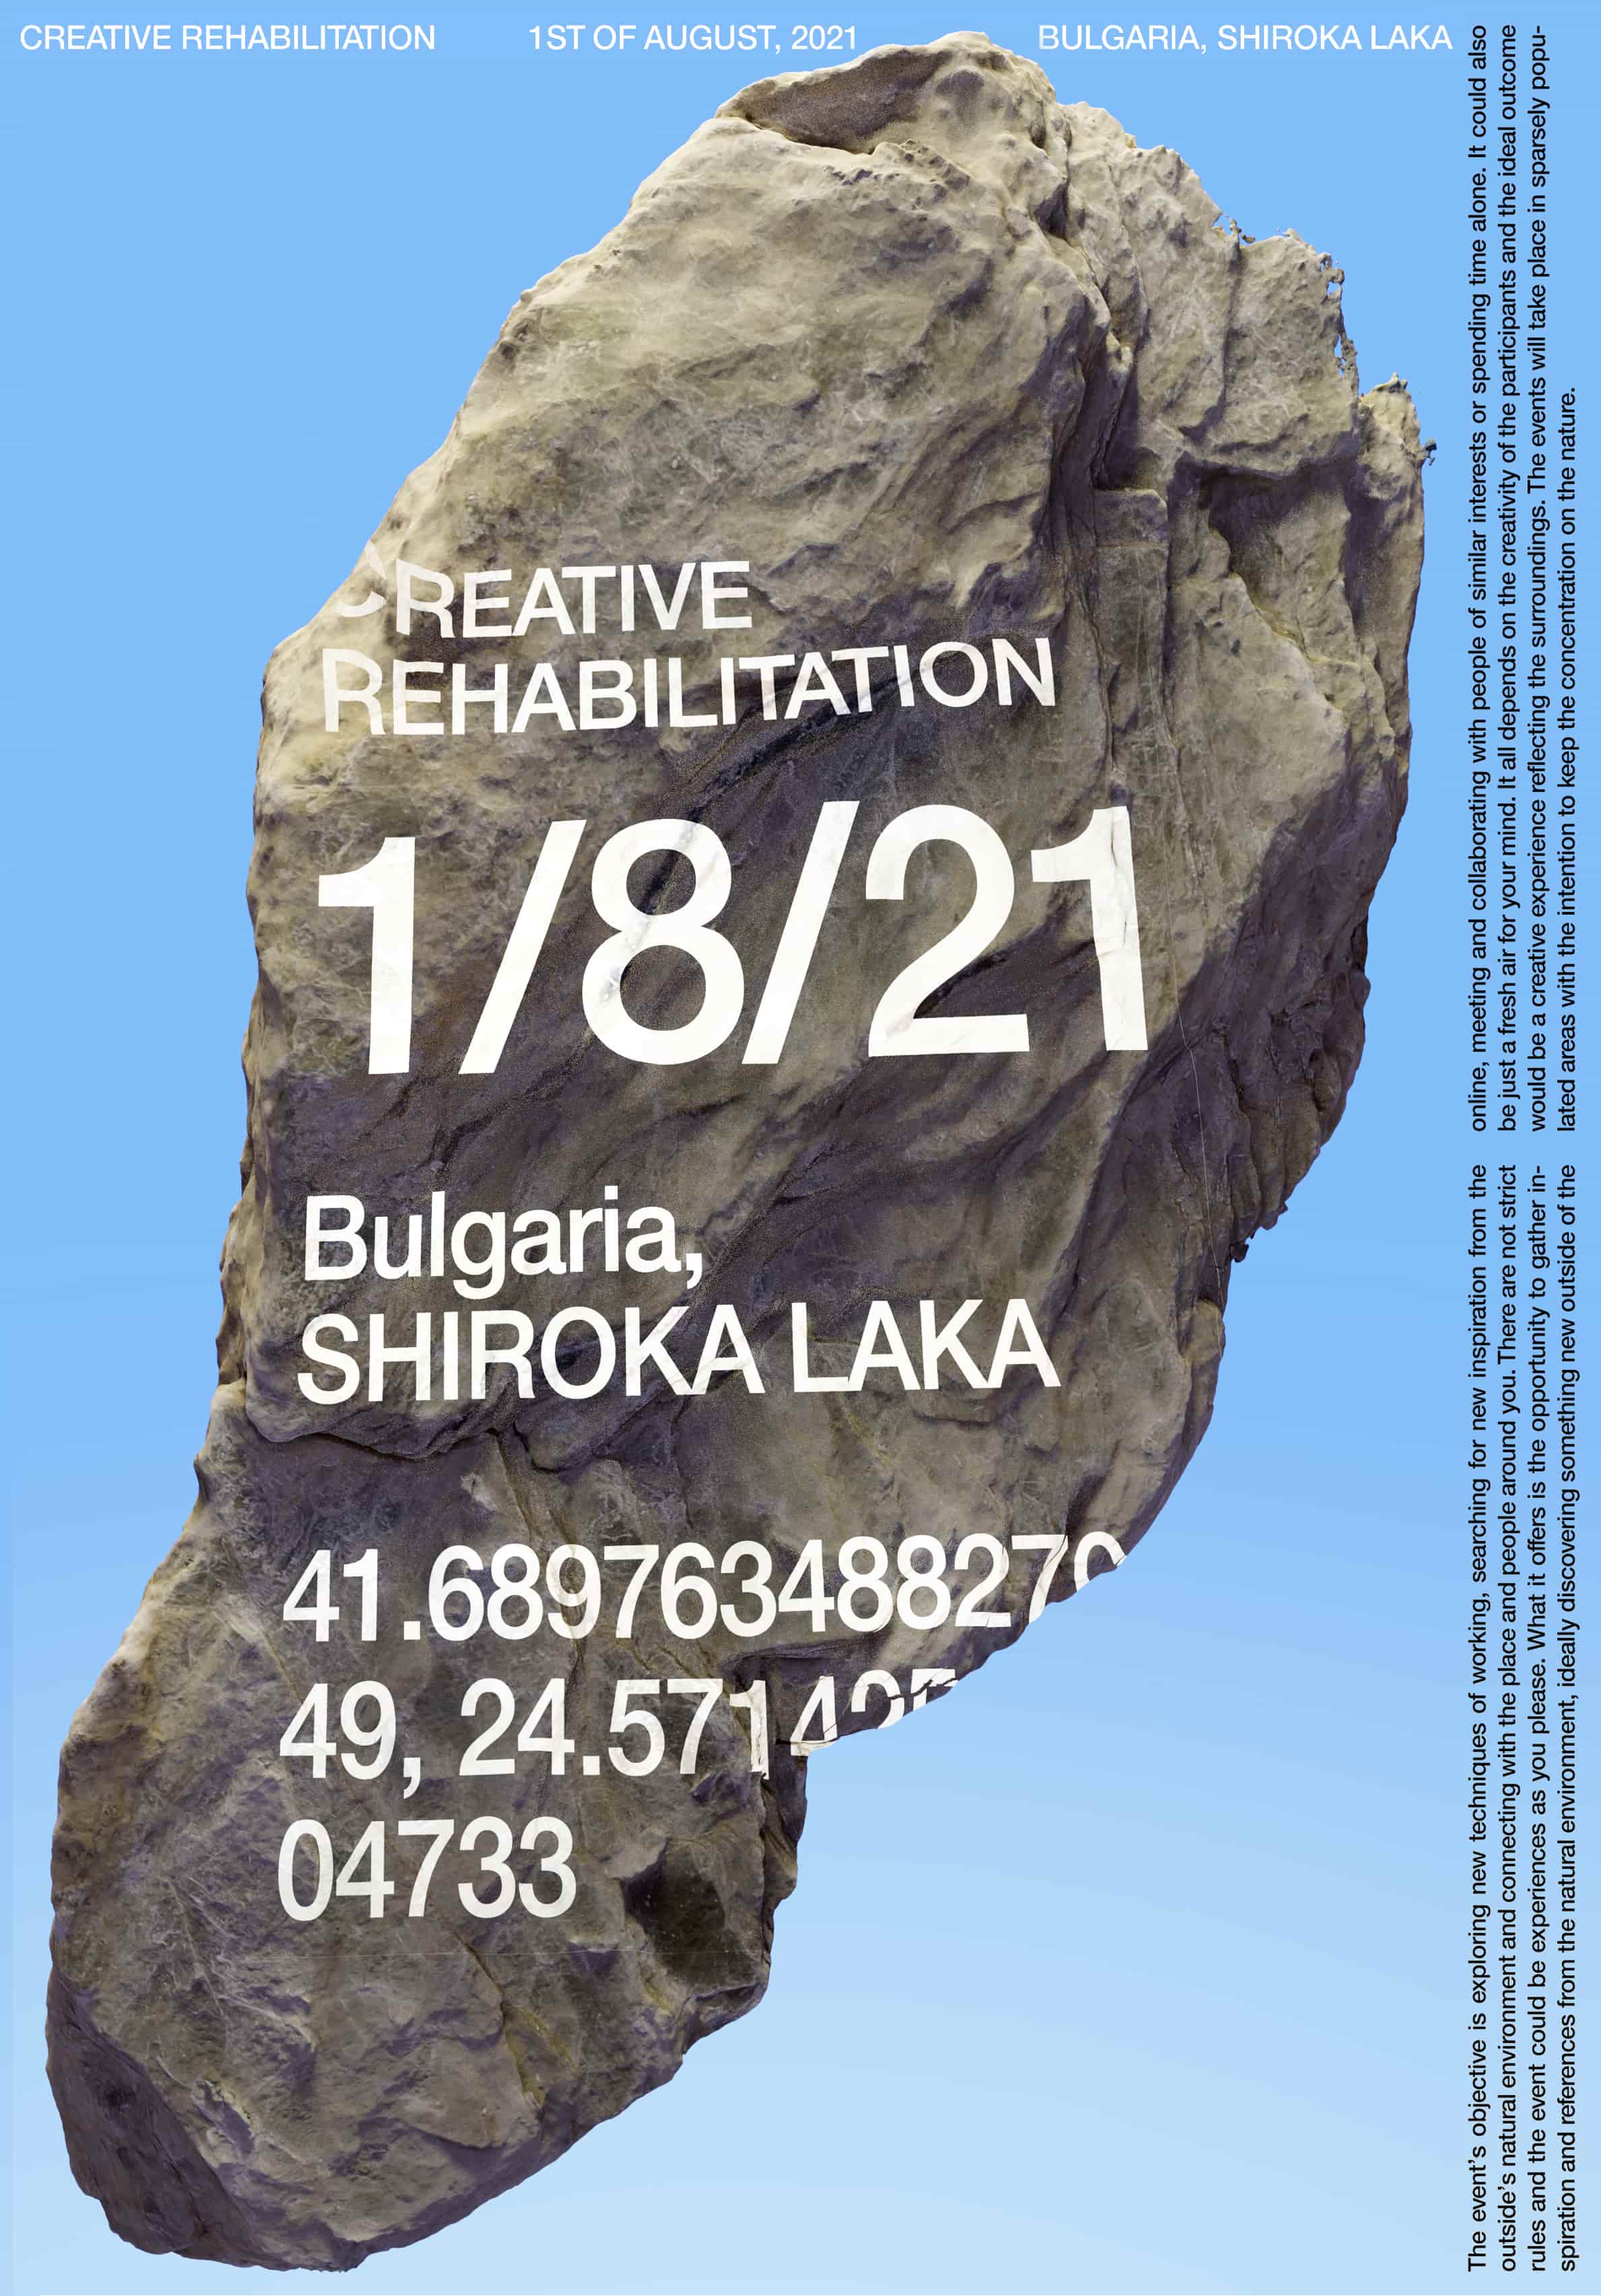 CREATIVE REHABILITATION
1ST OF AUGUST, 2021
BULGARIA, SHIROKA LAKA
CREATIVE
REHABILITATION
1/8/21
Bulgaria,
SHIROKA LAKA
41.68976348827
49, 24.5714
04733
The event's objective is exploring new techniques of working, searching for new inspiration from the
outside's natural environment and connecting with the place and people around you. There are not strict
rules and the event could be experiences as you please. What it offers is the opportunity to gather in-
spiration and references from the natural environment, ideally discovering something new outside of the
online, meeting and collaborating with people of similar interests or spending time alone. It could also
be just a fresh air for your mind. It all depends on the creativity of the participants and the ideal outcome
would be a creative experience reflecting the surroundings. The events will take place in sparsely popu-
lated areas with the intention to keep the concentration on the nature.